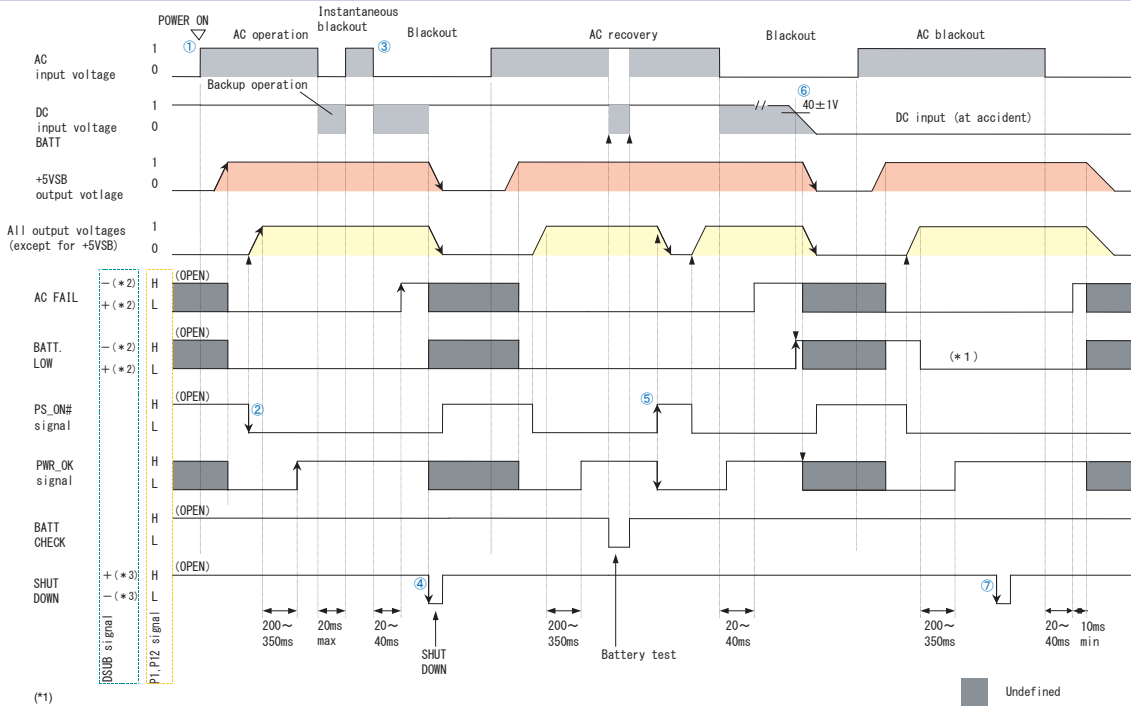 POWER ON
Instantaneous
blackout
AC operation
Blackout
AC recovery
Blackout
AC blackout
①
③
AC
input voltage
1
0
Backup operation
⑥
40±1V
DC
input voltage
BATT
1
0
DC input (at accident)
+5VSB
output votlage
1
0
All output voltages
(except for +5VSB)
1
0
AC FAIL
−(*2)
+(*2)
H
L
(OPEN)
BATT.
LOW
−(*2)
+(*2)
H
L
(OPEN)
(*1)
PS_ON#
signal
H
L
(OPEN)
②
⑤
PWR_OK
signal
H
L
BATT
CHECK
H
L
(OPEN)
SHUT
DOWN
+(*3)
−(*3)
H
L
(OPEN)
④
⑦
DSUB signal
P1,P12 signal
200～
350ms
20ms
max
20～
40ms
SHUT
DOWN
200～
350ms
Battery test
20～
40ms
200～
350ms
20～
40ms
10ms
min
(*1)
Undefined